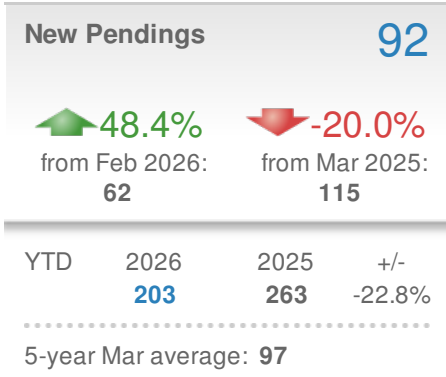 New Pendings 92
48.4% -20.0%
from Feb 2026: from Mar 2025:
62 115
YTD 2026 2025 +/-
203 263 -22.8%
5-year Mar average: 97